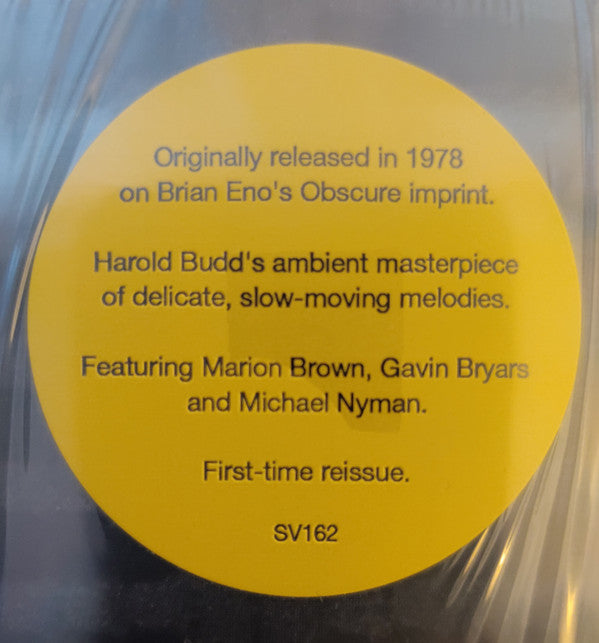 Originally released in 1978
on Brian Eno's Obscure imprint.
Harold Budd's ambient masterpiece
of delicate, slow-moving melodies.
Featuring Marion Brown, Gavin Bryars
and Michael Nyman.
First-time reissue.
SV162